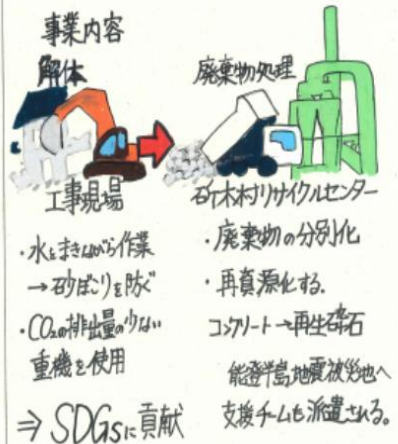 事業内容
解体
工事現場
・水をまきながら作業
→砂ぼこりを防ぐ
・CO₂の排出量の少ない
重機を使用
⇒SDGsに貢献
廃棄物処理
リサイクルセンター
・廃棄物の分別化
・再資源化する.
コンクリート→再生砕石
能登半島地震被災地へ
支援チームも派遣される。